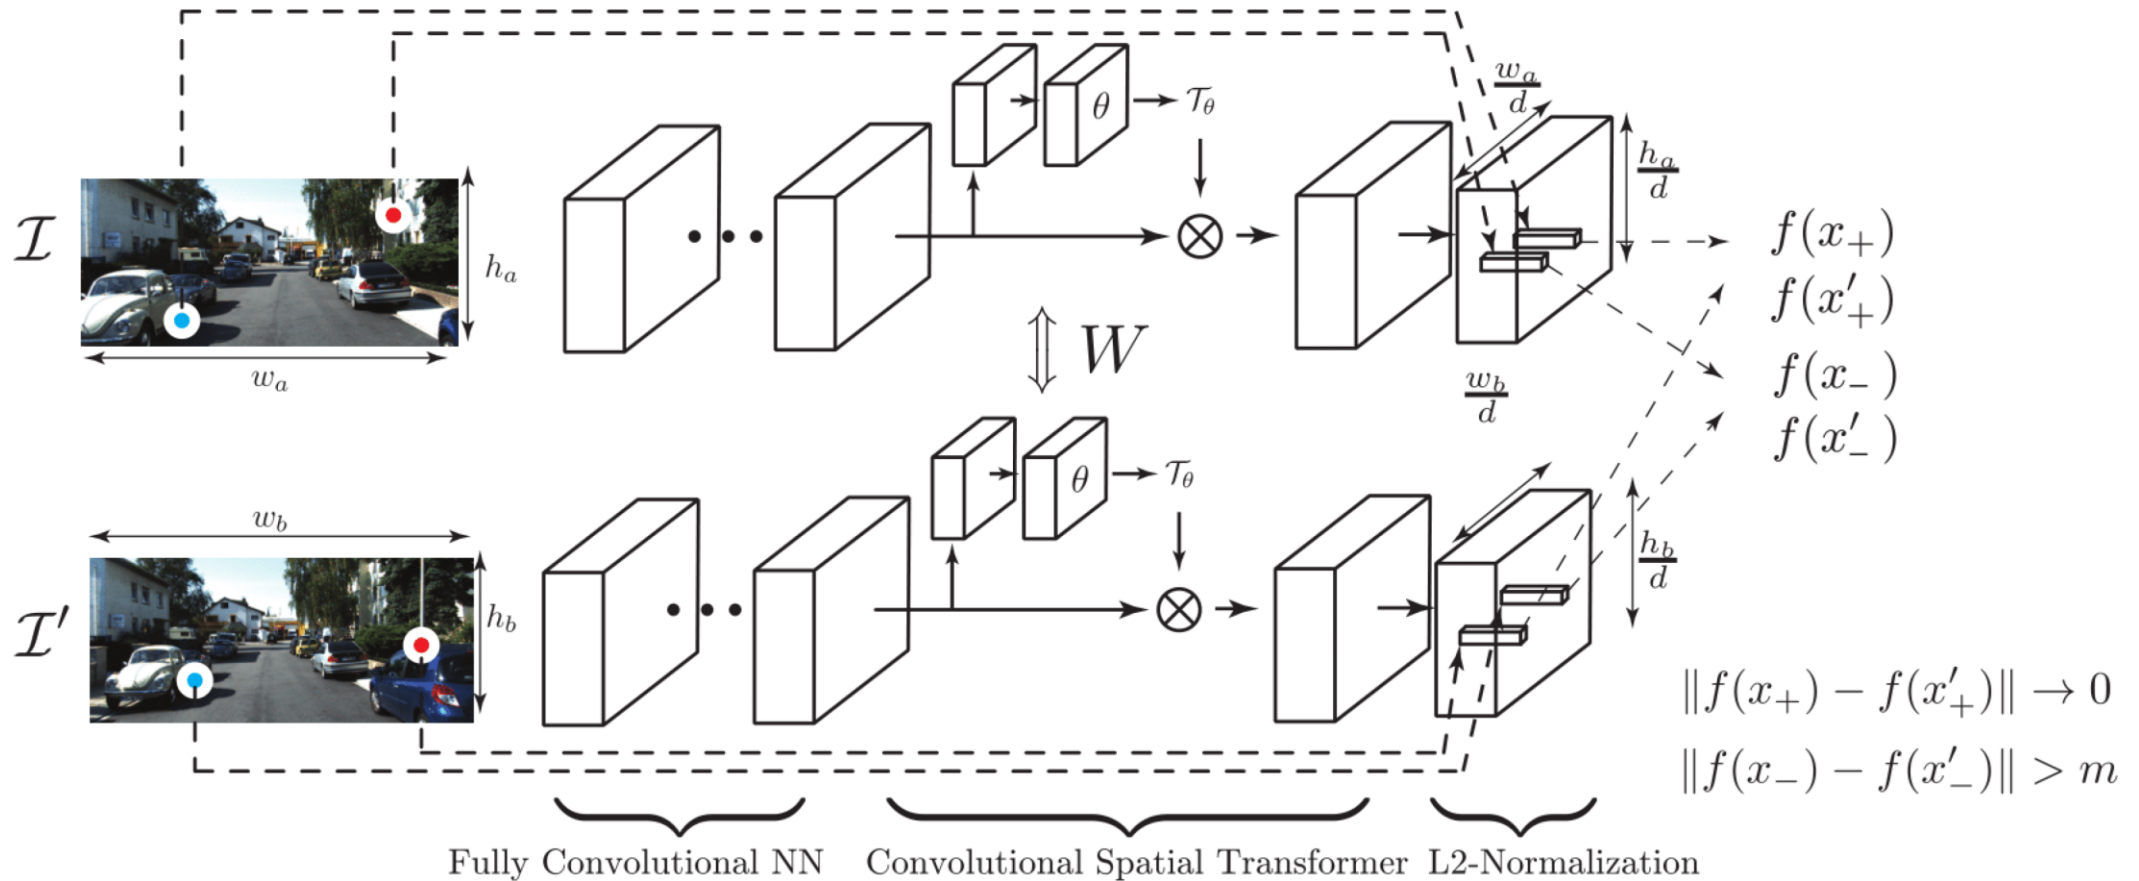 𝓘
w_a
h_a
θ
𝒯_θ
w_a/d
h_a/d
W
f(x_+)
f(x'_+)
f(x_-)
f(x'_-)
w_b/d
𝓘'
w_b
h_b
θ
𝒯_θ
h_b/d
‖f(x_+) − f(x'_+)‖ → 0
‖f(x_-) − f(x'_-)‖ > m
Fully Convolutional NN
Convolutional Spatial Transformer
L2-Normalization